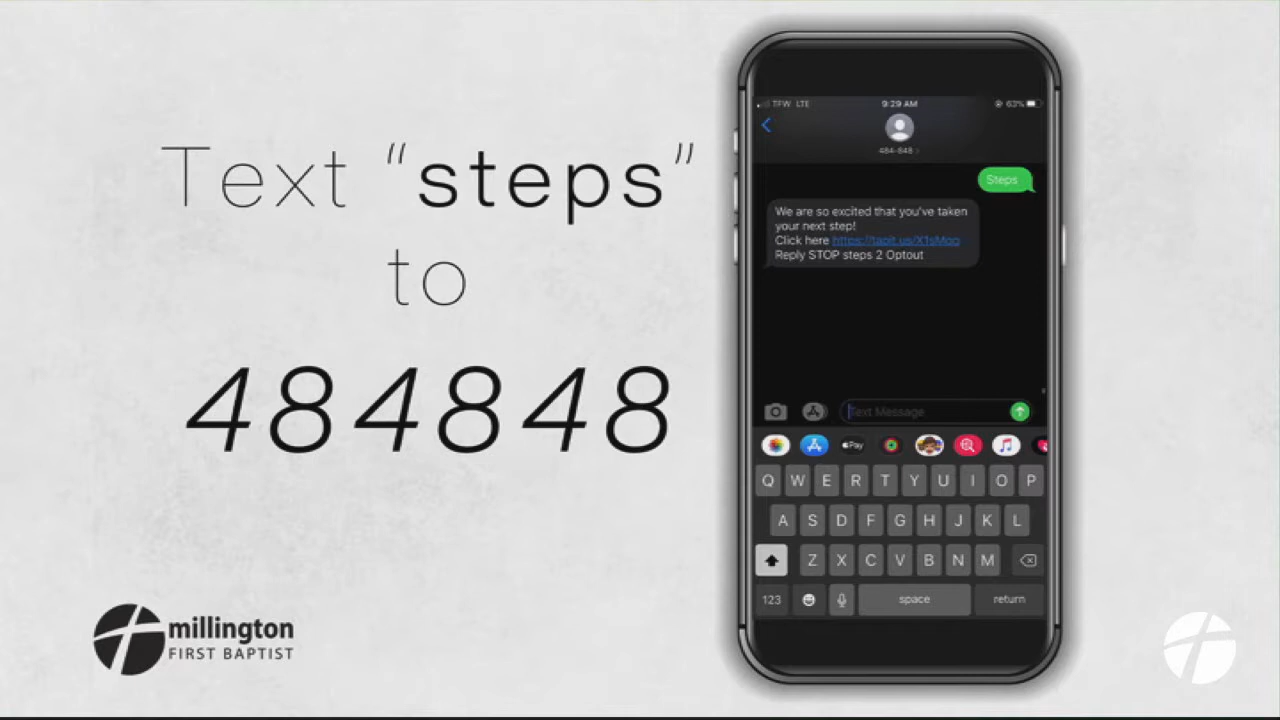 Text “steps”
to
484848
millington
FIRST BAPTIST
TFW LTE
9:29 AM
63%
484-848
Steps
We are so excited that you've taken
your next step!
Click here
Reply STOP steps 2 Optout
Text Message
Pay
Q W E R T Y U I O P
A S D F G H J K L
Z X C V B N M
123 space return